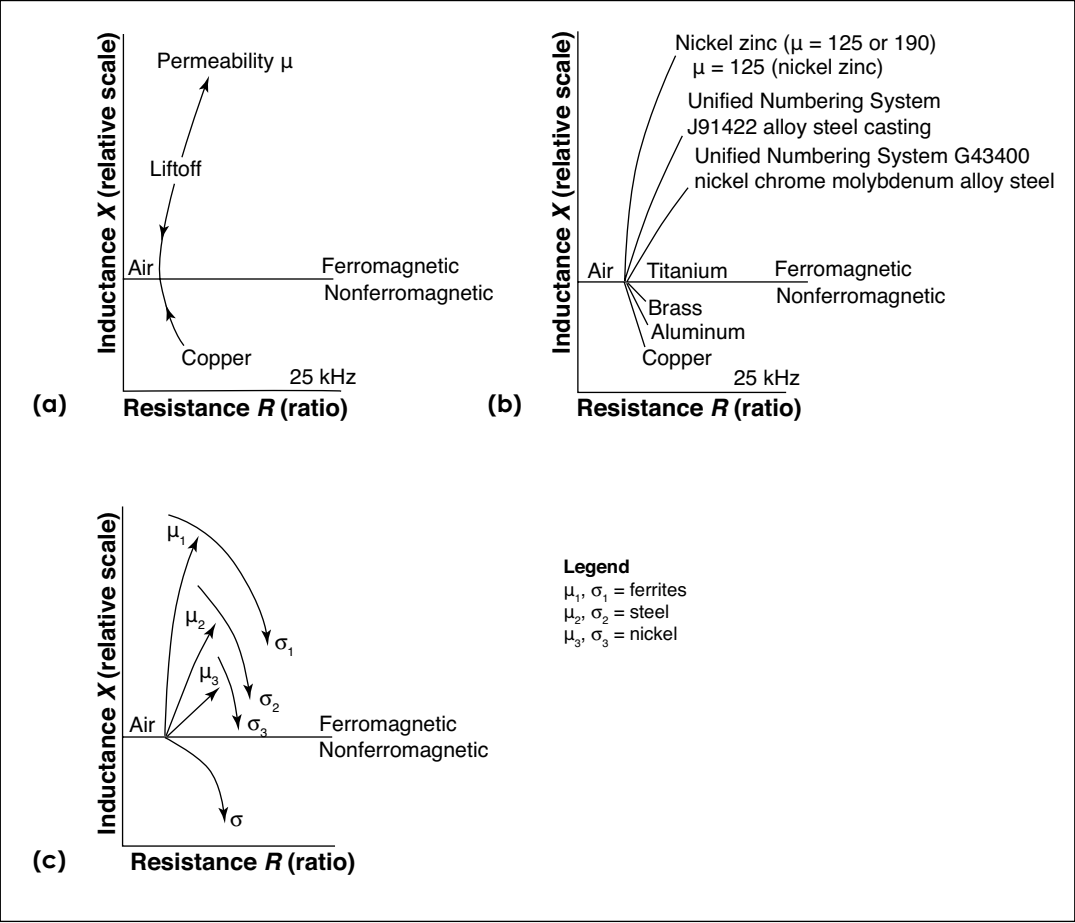 Inductance X (relative scale)
Permeability μ
Liftoff
Air
Ferromagnetic
Nonferromagnetic
Copper
25 kHz
(a)
Resistance R (ratio)
Inductance X (relative scale)
Nickel zinc (μ = 125 or 190)
μ = 125 (nickel zinc)
Unified Numbering System
J91422 alloy steel casting
Unified Numbering System G43400
nickel chrome molybdenum alloy steel
Air
Titanium
Ferromagnetic
Nonferromagnetic
Brass
Aluminum
Copper
25 kHz
(b)
Resistance R (ratio)
Inductance X (relative scale)
μ1
μ2
μ3
σ1
σ2
σ3
Air
Ferromagnetic
Nonferromagnetic
σ
(c)
Resistance R (ratio)
Legend
μ1, σ1 = ferrites
μ2, σ2 = steel
μ3, σ3 = nickel